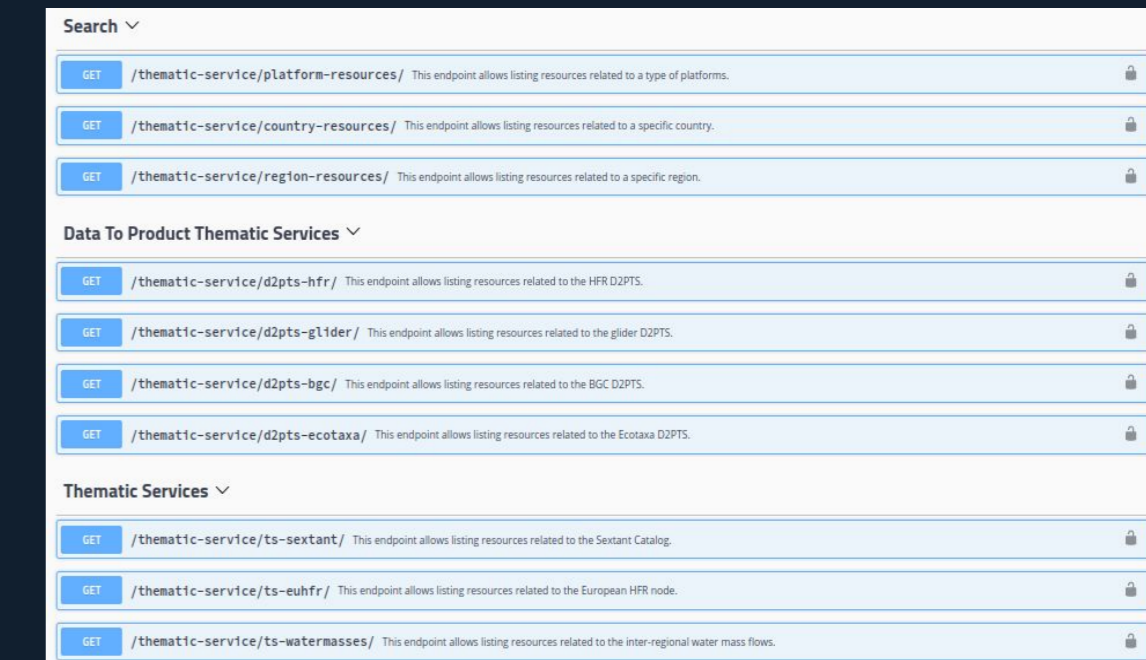 Search
GET /thematic-service/platform-resources/ This endpoint allows listing resources related to a type of platforms.
GET /thematic-service/country-resources/ This endpoint allows listing resources related to a specific country.
GET /thematic-service/region-resources/ This endpoint allows listing resources related to a specific region.
Data To Product Thematic Services
GET /thematic-service/d2pts-hfr/ This endpoint allows listing resources related to the HFR D2PTS.
GET /thematic-service/d2pts-glider/ This endpoint allows listing resources related to the glider D2PTS.
GET /thematic-service/d2pts-bgc/ This endpoint allows listing resources related to the BGC D2PTS.
GET /thematic-service/d2pts-ecotaxa/ This endpoint allows listing resources related to the Ecotaxa D2PTS.
Thematic Services
GET /thematic-service/ts-sextant/ This endpoint allows listing resources related to the Sextant Catalog.
GET /thematic-service/ts-euhfr/ This endpoint allows listing resources related to the European HFR node.
GET /thematic-service/ts-watermasses/ This endpoint allows listing resources related to the inter-regional water mass flows.